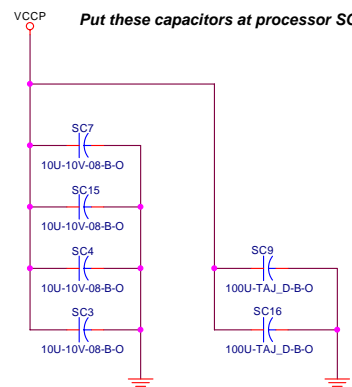 VCCP
Put these capacitors at processor SO
SC7
10U-10V-08-B-O
SC15
10U-10V-08-B-O
SC4
10U-10V-08-B-O
SC3
10U-10V-08-B-O
SC9
100U-TAJ_D-B-O
SC16
100U-TAJ_D-B-O